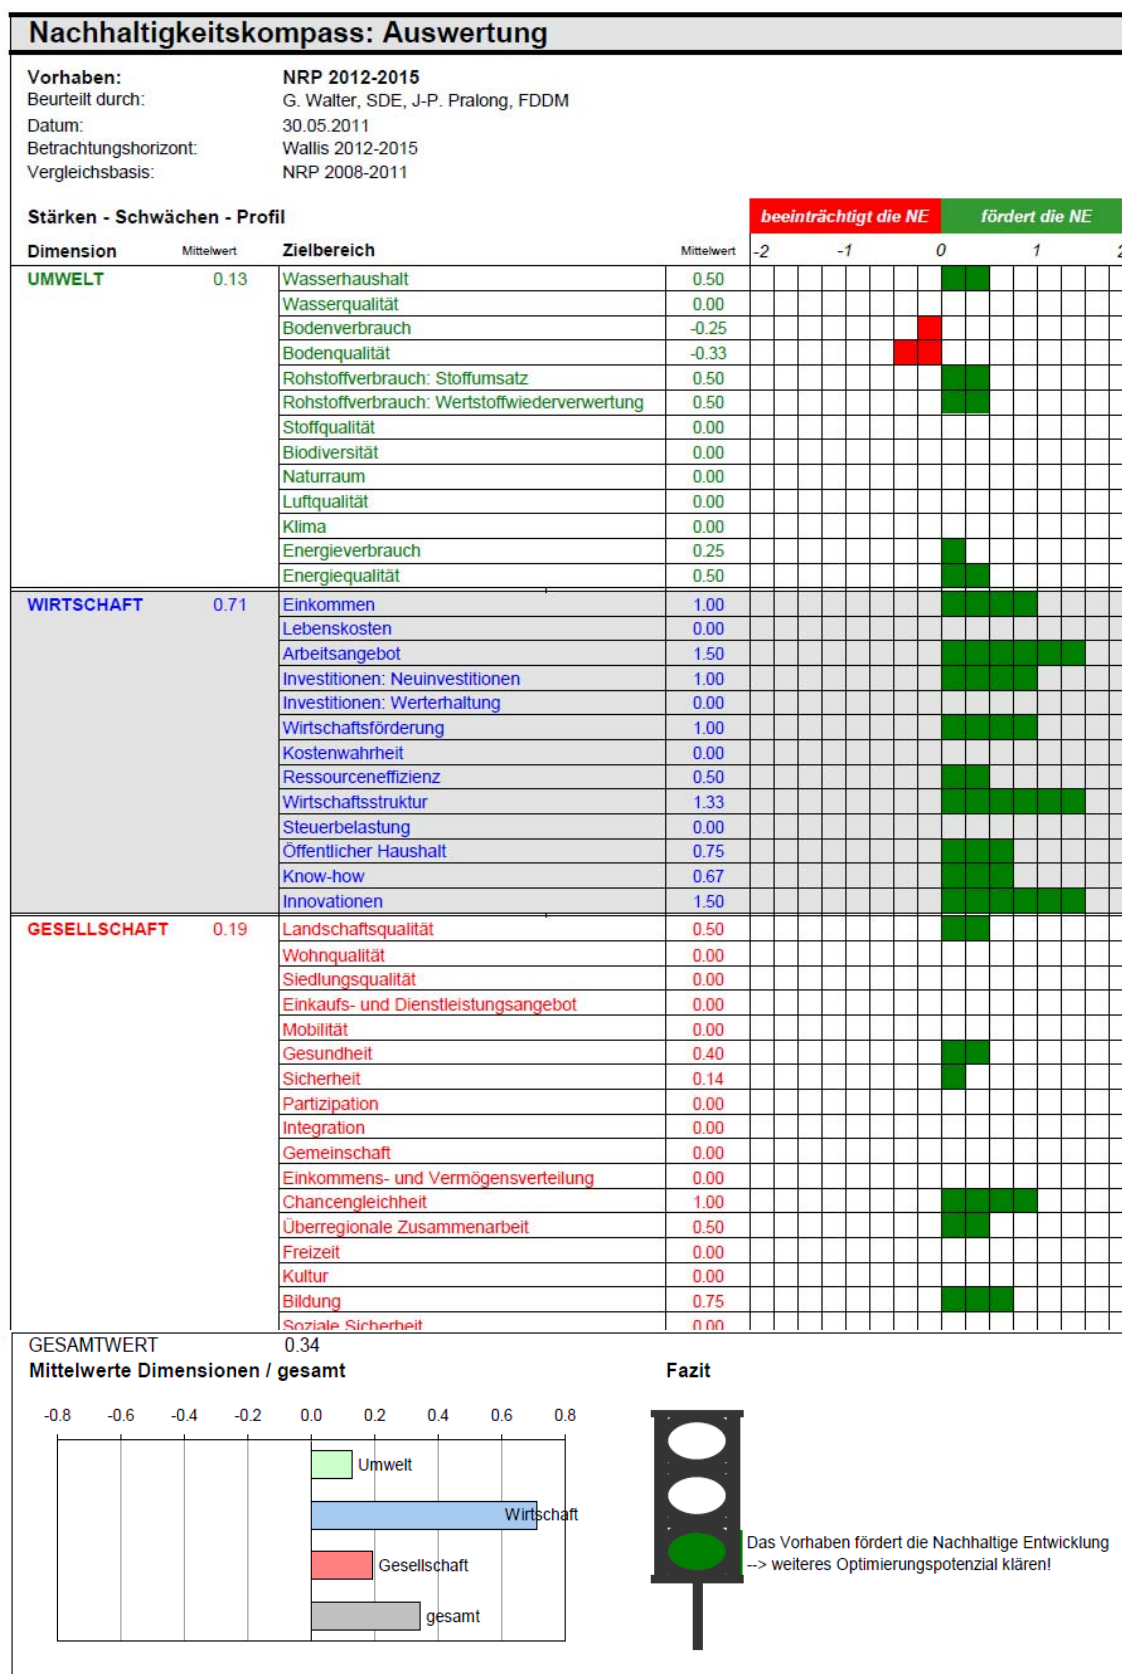 Nachhaltigkeitskompass: Auswertung
Vorhaben: NRP 2012-2015
Beurteilt durch: G. Walter, SDE, J-P. Pralong, FDDM
Datum: 30.05.2011
Betrachtungshorizont: Wallis 2012-2015
Vergleichsbasis: NRP 2008-2011
Stärken - Schwächen - Profil beeinträchtigt die NE fördert die NE
Dimension Mittelwert Zielbereich Mittelwert -2 -1 0 1 2
UMWELT 0.13 Wasserhaushalt 0.50
Wasserqualität 0.00
Bodenverbrauch -0.25
Bodenqualität -0.33
Rohstoffverbrauch: Stoffumsatz 0.50
Rohstoffverbrauch: Wertstoffwiederverwertung 0.50
Stoffqualität 0.00
Biodiversität 0.00
Naturraum 0.00
Luftqualität 0.00
Klima 0.00
Energieverbrauch 0.25
Energiequalität 0.50
WIRTSCHAFT 0.71 Einkommen 1.00
Lebenskosten 0.00
Arbeitsangebot 1.50
Investitionen: Neuinvestitionen 1.00
Investitionen: Werterhaltung 0.00
Wirtschaftsförderung 1.00
Kostenwahrheit 0.00
Ressourceneffizienz 0.50
Wirtschaftsstruktur 1.33
Steuerbelastung 0.00
Öffentlicher Haushalt 0.75
Know-how 0.67
Innovationen 1.50
GESELLSCHAFT 0.19 Landschaftsqualität 0.50
Wohnqualität 0.00
Siedlungsqualität 0.00
Einkaufs- und Dienstleistungsangebot 0.00
Mobilität 0.00
Gesundheit 0.40
Sicherheit 0.14
Partizipation 0.00
Integration 0.00
Gemeinschaft 0.00
Einkommens- und Vermögensverteilung 0.00
Chancengleichheit 1.00
Überregionale Zusammenarbeit 0.50
Freizeit 0.00
Kultur 0.00
Bildung 0.75
Soziale Sicherheit 0.00
GESAMTWERT 0.34
Mittelwerte Dimensionen / gesamt Fazit
-0.8 -0.6 -0.4 -0.2 0.0 0.2 0.4 0.6 0.8
Umwelt
Wirtschaft
Gesellschaft
gesamt
Das Vorhaben fördert die Nachhaltige Entwicklung
--> weiteres Optimierungspotenzial klären!